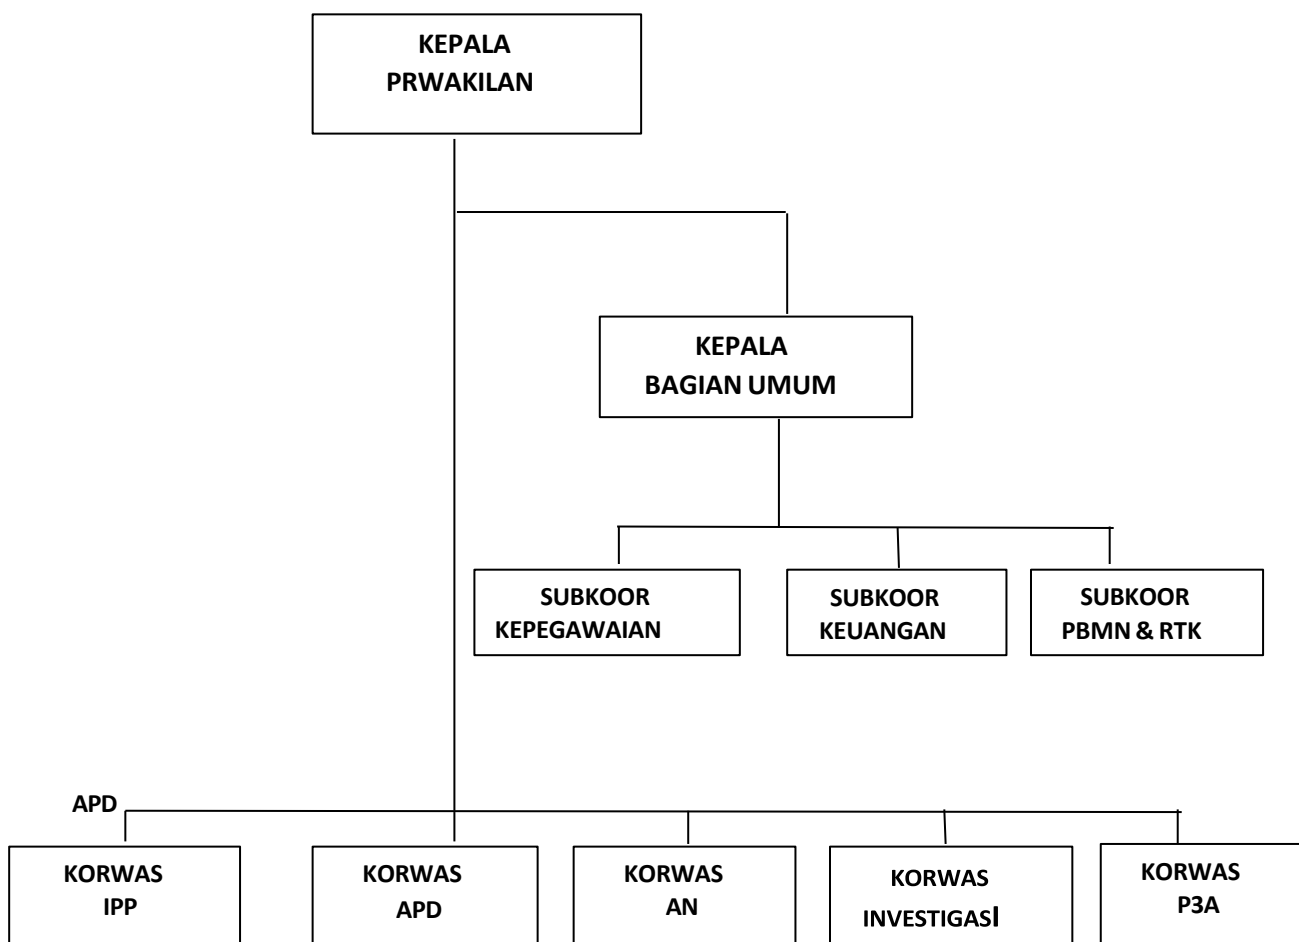 KEPALA
PRWAKILAN
KEPALA
BAGIAN UMUM
SUBKOOR
KEPEGAWAIAN
SUBKOOR
KEUANGAN
SUBKOOR
PBMN & RTK
APD
KORWAS
IPP
KORWAS
APD
KORWAS
AN
KORWAS
INVESTIGASI
KORWAS
P3A